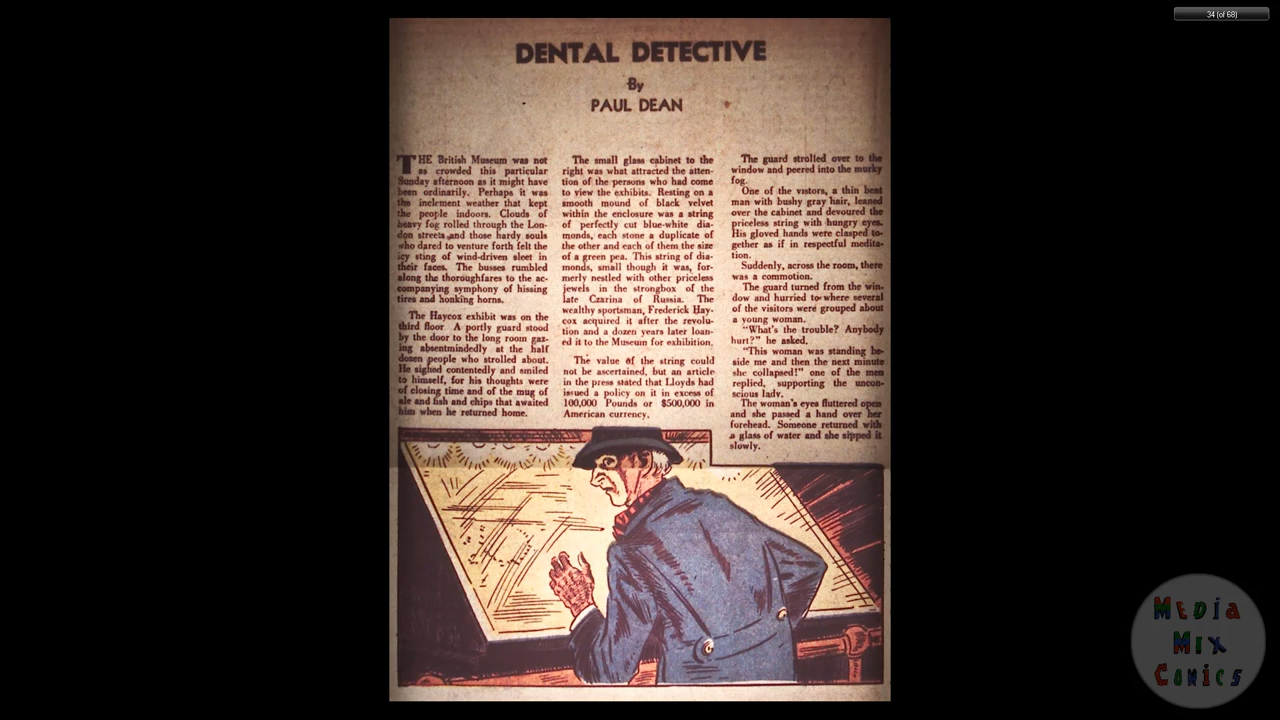 34 (of 68)
DENTAL DETECTIVE
By
PAUL DEAN
THE British Museum was not
as crowded this particular
Sunday afternoon as it might have
been ordinarily. Perhaps it was
the inclement weather that kept
the people indoors. Clouds of
heavy fog rolled through the Lon-
don streets and those hardy souls
who dared to venture forth felt the
icy sting of wind-driven sleet in
their faces. The busses rumbled
along the thoroughfares to the ac-
companying symphony of hissing
tires and honking horns.
The Haycox exhibit was on the
third floor A portly guard stood
by the door to the long room gaz-
ing absentmindedly at the half
dozen people who strolled about.
He sighed contentedly and smiled
to himself, for his thoughts were
of closing time and of the mug of
ale and fish and chips that awaited
him when he returned home.
The small glass cabinet to the
right was what attracted the atten-
tion of the persons who had come
to view the exhibits. Resting on a
smooth mound of black velvet
within the enclosure was a string
of perfectly cut blue-white dia-
monds, each stone a duplicate of
the other and each of them the size
of a green pea. This string of dia-
monds, small though it was, for-
merly nestled with other priceless
jewels in the strongbox of the
late Czarina of Russia. The
wealthy sportsman, Frederick Hay-
cox acquired it after the revolu-
tion and a dozen years later loan-
ed it to the Museum for exhibition.
The value of the string could
not be ascertained, but an article
in the press stated that Lloyds had
issued a policy on it in excess of
100,000 Pounds or $500,000 in
American currency.
The guard strolled over to the
window and peered into the murky
fog.
One of the vistors, a thin bent
man with bushy gray hair, leaned
over the cabinet and devoured the
priceless string with hungry eyes.
His gloved hands were clasped to-
gether as if in respectful medita-
tion.
Suddenly, across the room, there
was a commotion.
The guard turned from the win-
dow and hurried to where several
of the visitors were grouped about
a young woman.
"What's the trouble? Anybody
hurt?" he asked.
"This woman was standing be-
side me and then the next minute
she collapsed!" one of the men
replied, supporting the uncon-
scious lady.
The woman's eyes fluttered open
and she passed a hand over her
forehead. Someone returned with
a glass of water and she sipped it
slowly.
MEDiA
MIX
COMICS